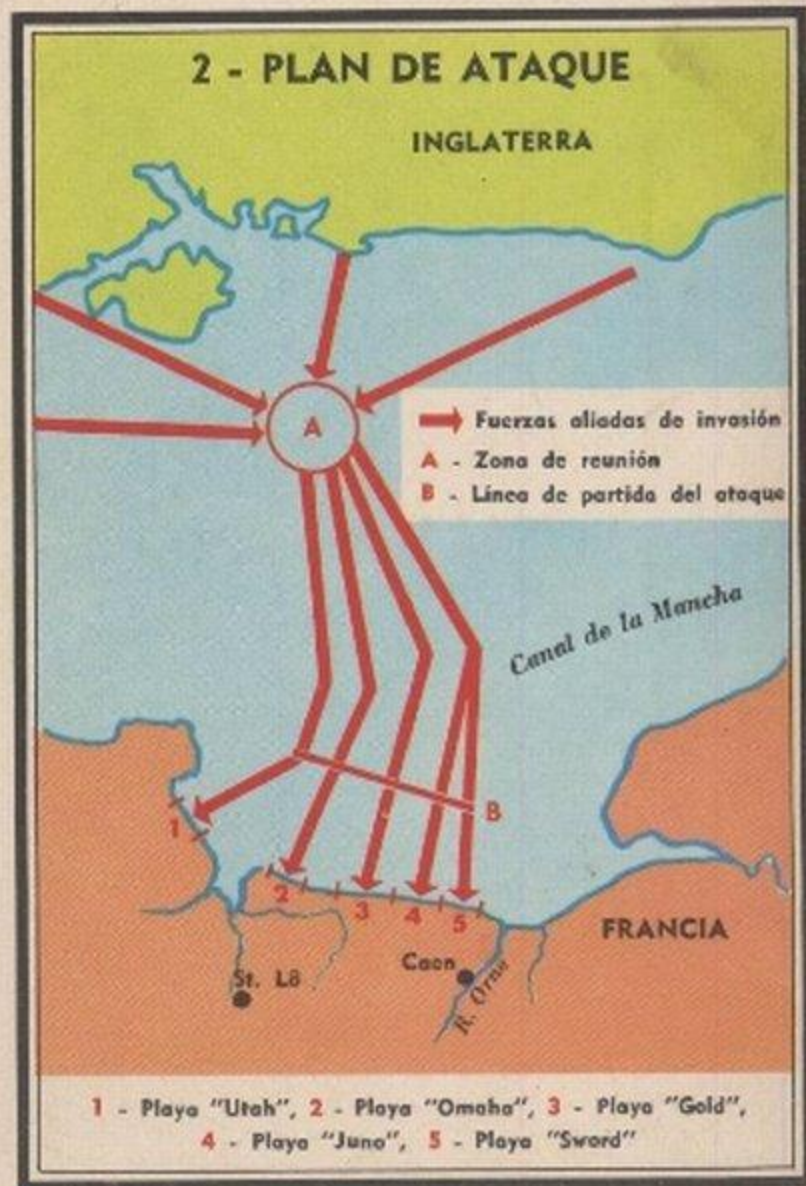 2 - PLAN DE ATAQUE
INGLATERRA
A
Fuerzas aliadas de invasión
A - Zona de reunión
B - Línea de partida del ataque
Canal de la Mancha
B
1
2
3
4
5
FRANCIA
Caen
St. Lô
R. Orne
1 - Playa "Utah", 2 - Playa "Omaha", 3 - Playa "Gold",
4 - Playa "Juno", 5 - Playa "Sword"